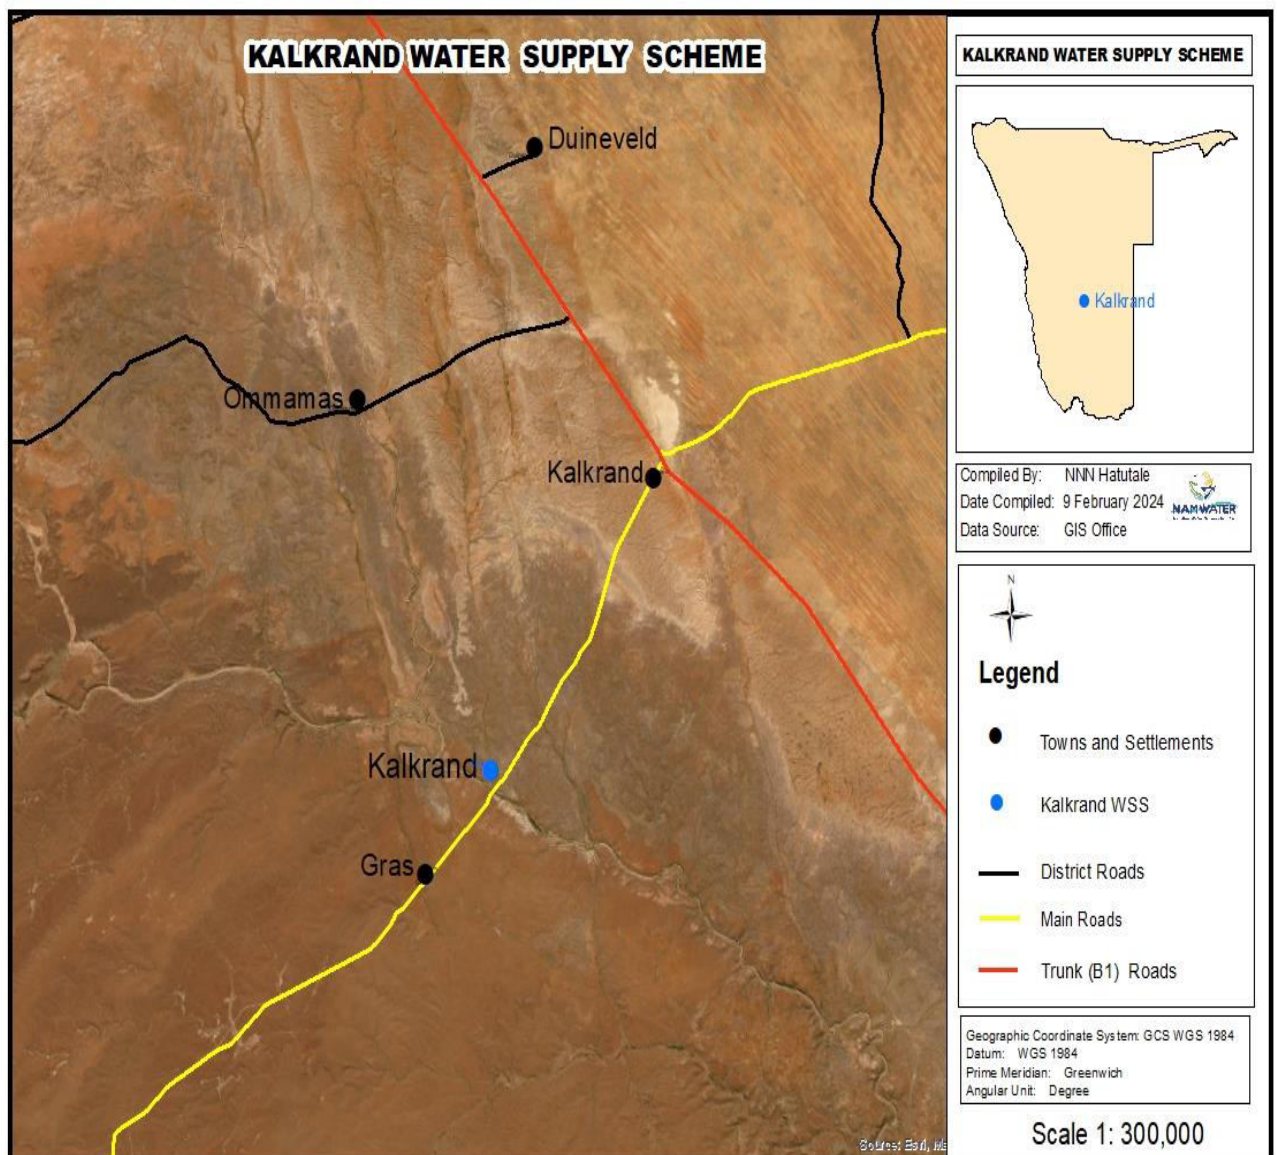 KALKRAND WATER SUPPLY SCHEME
Duineveld
Ommamas
Kalkrand
Kalkrand
Gras
Source: Esri,
KALKRAND WATER SUPPLY SCHEME
Kalkrand
Compiled By: NNN Hatutale
Date Compiled: 9 February 2024
Data Source: GIS Office
NAMWATER
N
Legend
Towns and Settlements
Kalkrand WSS
District Roads
Main Roads
Trunk (B1) Roads
Geographic Coordinate System: GCS WGS 1984
Datum: WGS 1984
Prime Meridian: Greenwich
Angular Unit: Degree
Scale 1: 300,000